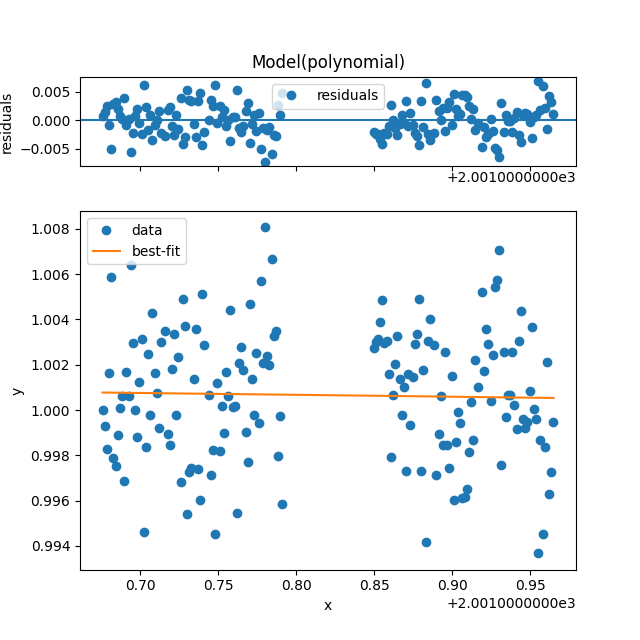 Model(polynomial)
residuals
0.005
0.000
−0.005
residuals
+2.0010000000e3
y
1.008
1.006
1.004
1.002
1.000
0.998
0.996
0.994
data
best-fit
0.70 0.75 0.80 0.85 0.90 0.95
x
+2.0010000000e3